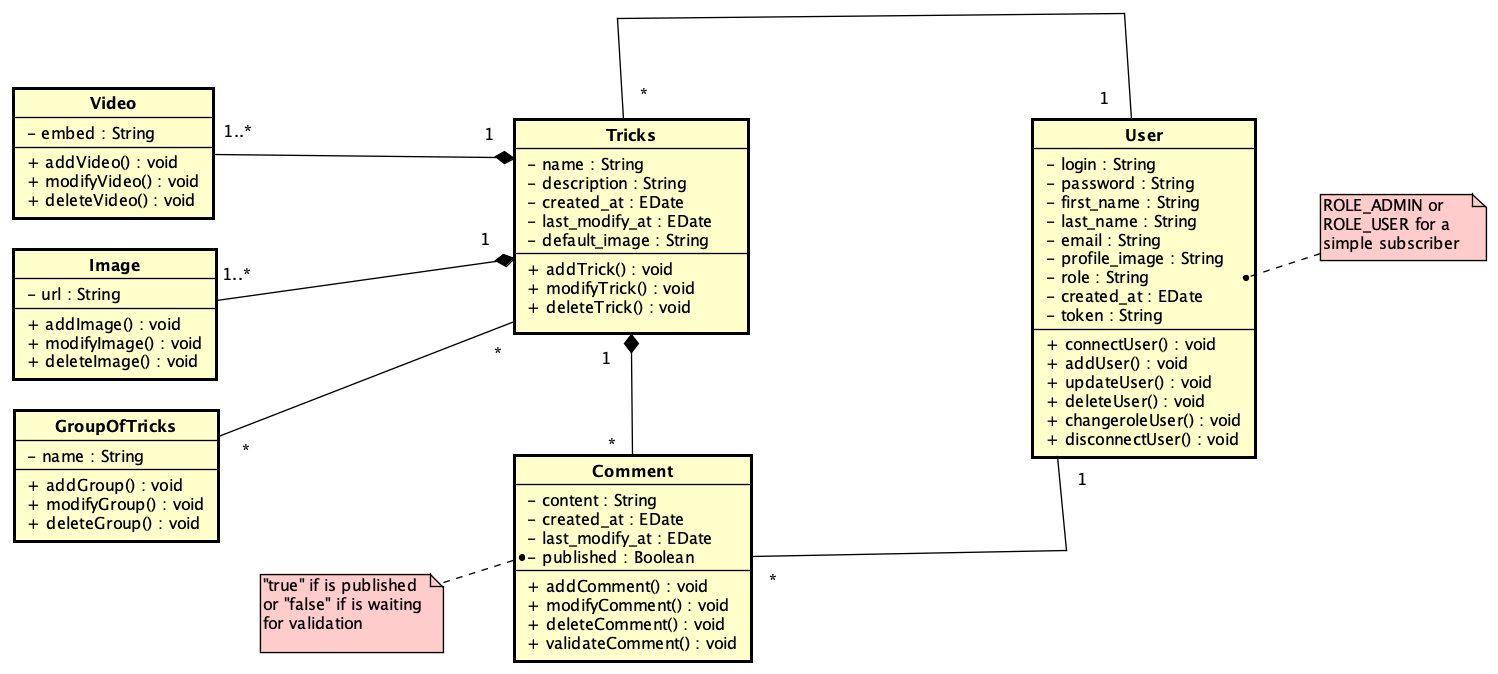 Video
– embed : String
+ addVideo() : void
+ modifyVideo() : void
+ deleteVideo() : void
1..*
1
Image
– url : String
+ addImage() : void
+ modifyImage() : void
+ deleteImage() : void
1..*
1
GroupOfTricks
– name : String
+ addGroup() : void
+ modifyGroup() : void
+ deleteGroup() : void
*
*
Tricks
– name : String
– description : String
– created_at : EDate
– last_modify_at : EDate
– default_image : String
+ addTrick() : void
+ modifyTrick() : void
+ deleteTrick() : void
*
1
1
*
Comment
– content : String
– created_at : EDate
– last_modify_at : EDate
– published : Boolean
+ addComment() : void
+ modifyComment() : void
+ deleteComment() : void
+ validateComment() : void
"true" if is published
or "false" if is waiting
for validation
*
1
User
– login : String
– password : String
– first_name : String
– last_name : String
– email : String
– profile_image : String
– role : String
– created_at : EDate
– token : String
+ connectUser() : void
+ addUser() : void
+ updateUser() : void
+ deleteUser() : void
+ changeroleUser() : void
+ disconnectUser() : void
ROLE_ADMIN or
ROLE_USER for a
simple subscriber